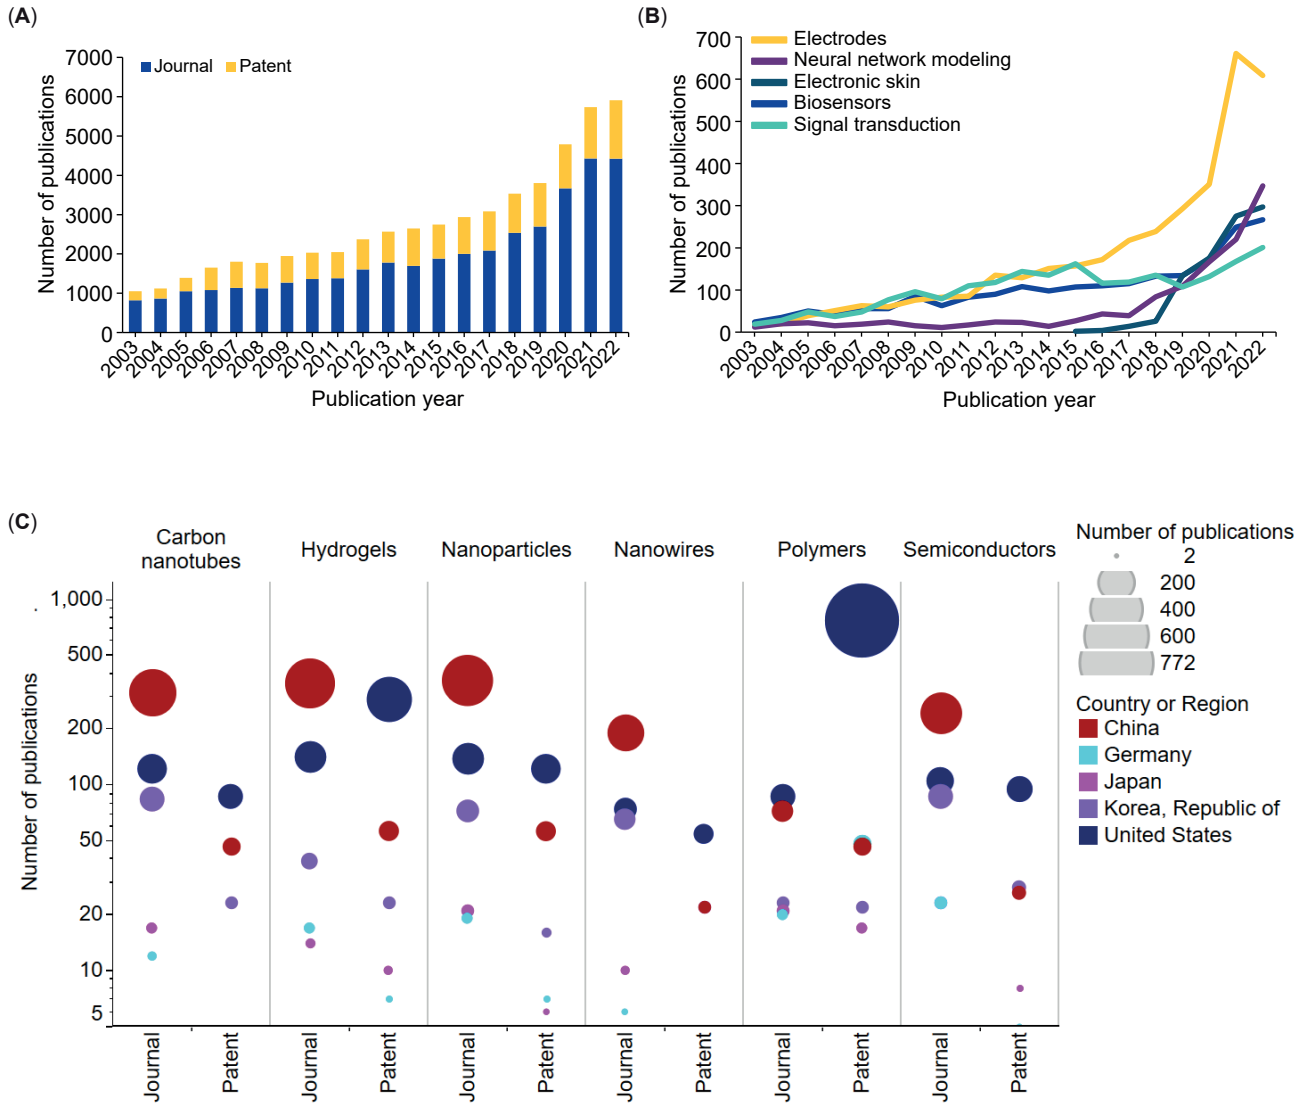 (A)
Number of publications
7000
6000
5000
4000
3000
2000
1000
0
Journal
Patent
2003
2004
2005
2006
2007
2008
2009
2010
2011
2012
2013
2014
2015
2016
2017
2018
2019
2020
2021
2022
Publication year
(B)
Number of publications
700
600
500
400
300
200
100
0
Electrodes
Neural network modeling
Electronic skin
Biosensors
Signal transduction
2003
2004
2005
2006
2007
2008
2009
2010
2011
2012
2013
2014
2015
2016
2017
2018
2019
2020
2021
2022
Publication year
(C)
Carbon
nanotubes
Hydrogels
Nanoparticles
Nanowires
Polymers
Semiconductors
Number of publications
1,000
500
200
100
50
20
10
5
Journal
Patent
Journal
Patent
Journal
Patent
Journal
Patent
Journal
Patent
Journal
Patent
Number of publications
2
200
400
600
772
Country or Region
China
Germany
Japan
Korea, Republic of
United States